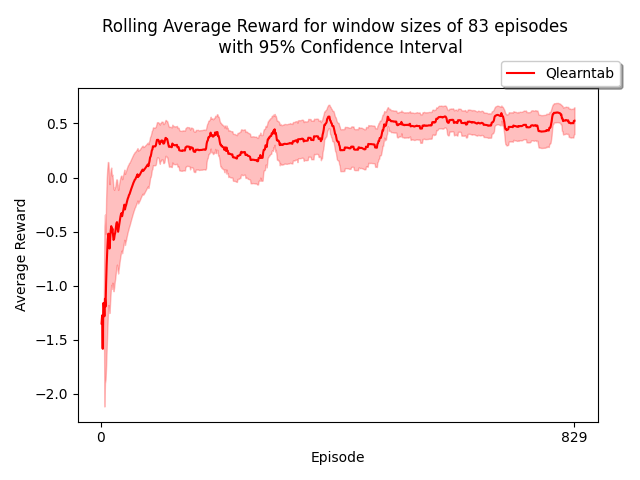 Rolling Average Reward for window sizes of 83 episodes
with 95% Confidence Interval
Qlearntab
0.5
0.0
−0.5
−1.0
−1.5
−2.0
Average Reward
0
829
Episode